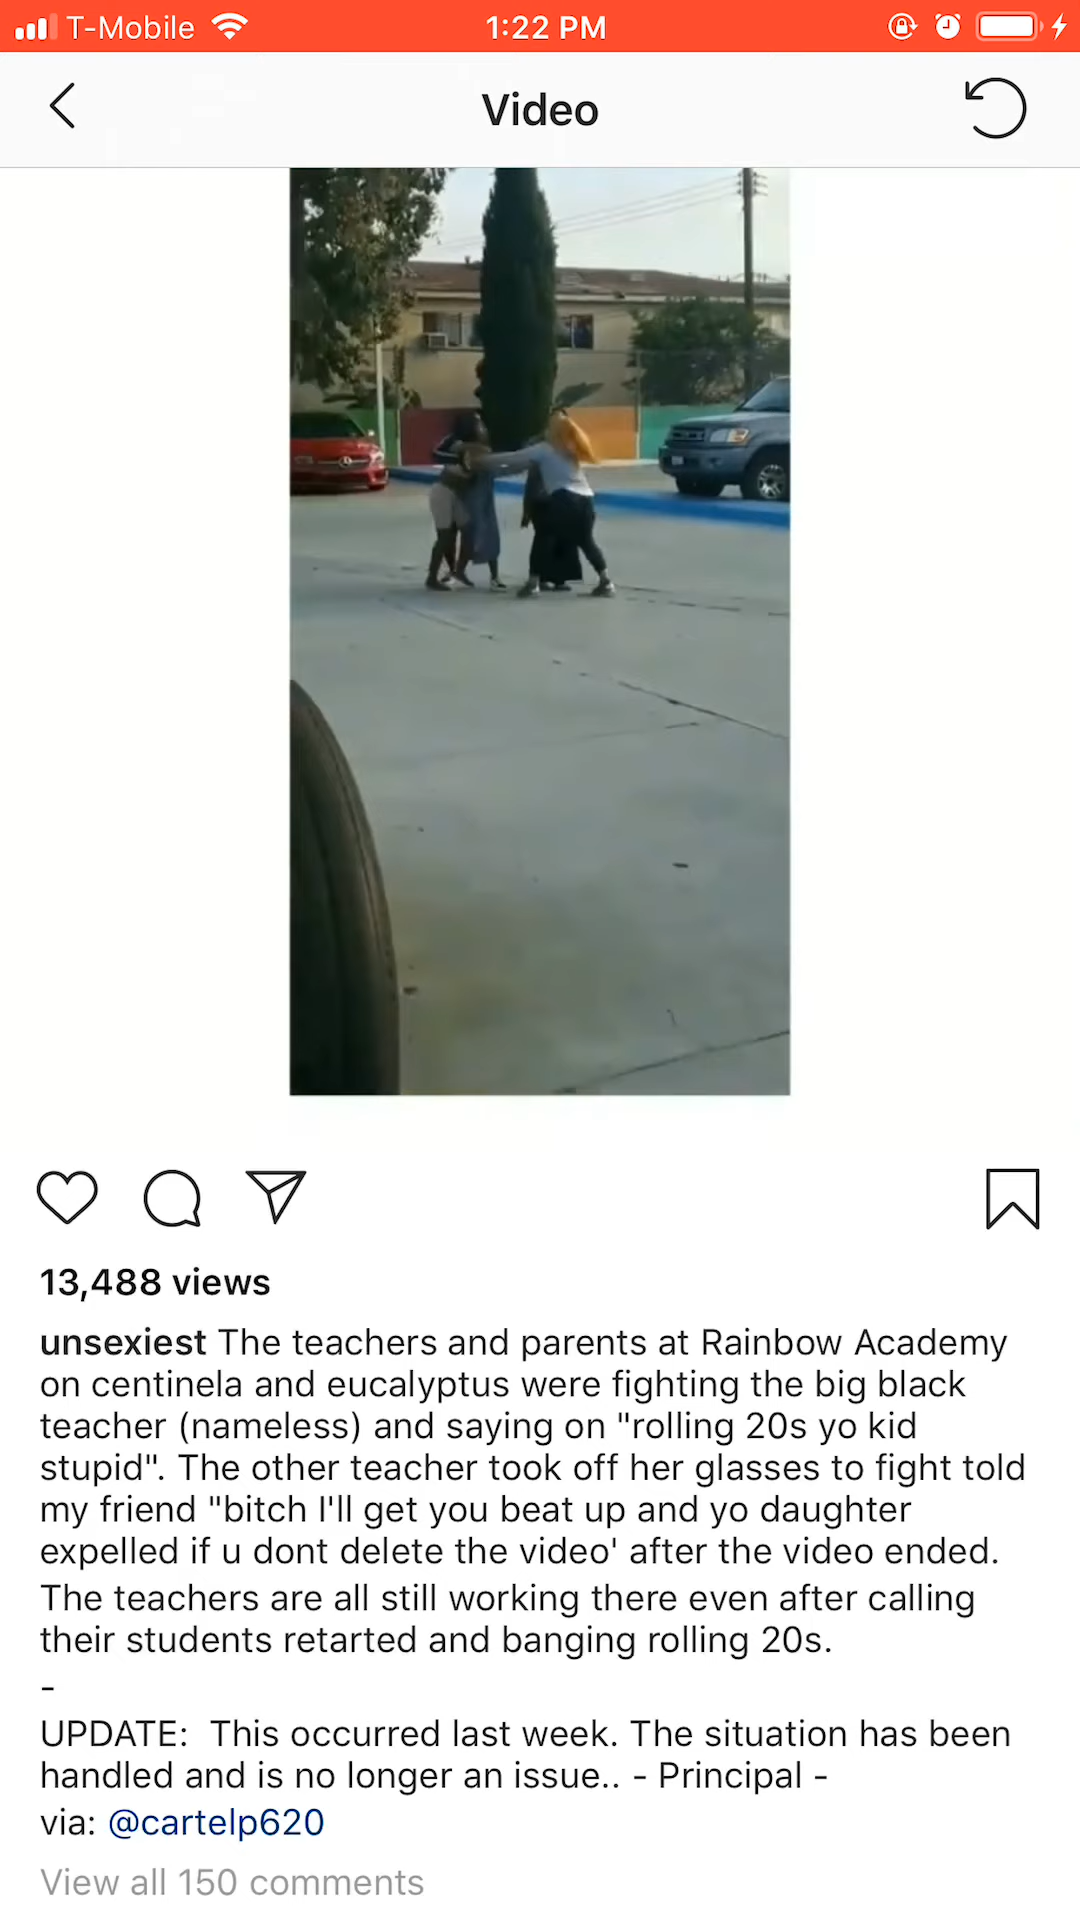 T-Mobile 1:22 PM
Video
13,488 views
unsexiest The teachers and parents at Rainbow Academy
on centinela and eucalyptus were fighting the big black
teacher (nameless) and saying on "rolling 20s yo kid
stupid". The other teacher took off her glasses to fight told
my friend "bitch I'll get you beat up and yo daughter
expelled if u dont delete the video' after the video ended.
The teachers are all still working there even after calling
their students retarted and banging rolling 20s.
-
UPDATE:  This occurred last week. The situation has been
handled and is no longer an issue.. - Principal -
via: @cartelp620
View all 150 comments